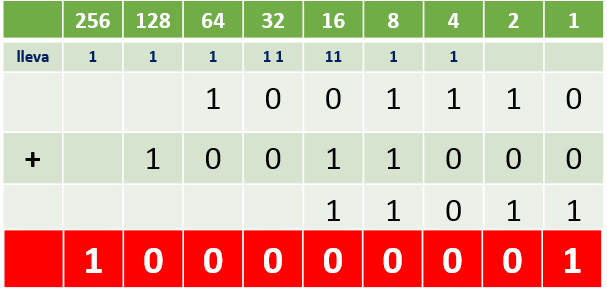 256 128 64 32 16 8 4 2 1
lleva 1 1 1 1 1 11 1 1
1 0 0 1 1 1 0
+ 1 0 0 1 1 0 0 0
1 1 0 1 1
1 0 0 0 0 0 0 0 1